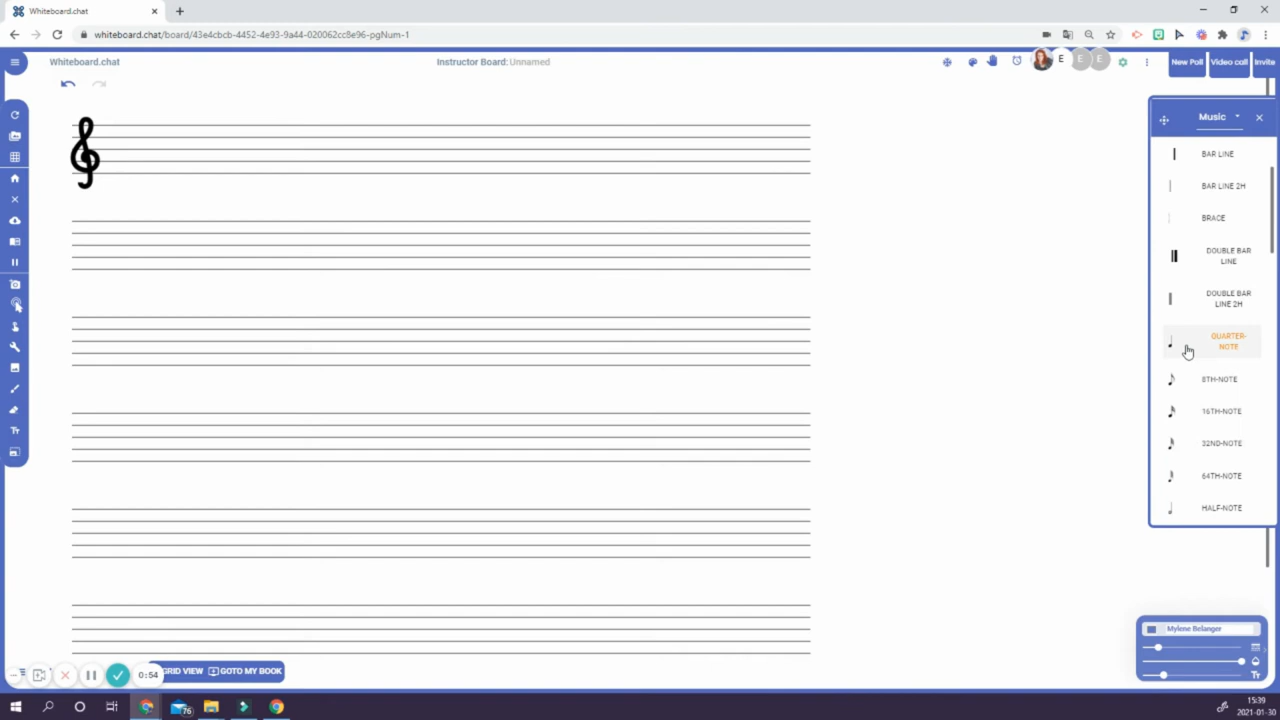 Whiteboard.chat
whiteboard.chat/board/43e4cbcb-4452-4e93-9a44-020062cc8e96-pgNum-1
Whiteboard.chat
Instructor Board: Unnamed
E
E
E
New Poll
Video call
Invite
Music
BAR LINE
BAR LINE 2H
BRACE
DOUBLE BAR
LINE
DOUBLE BAR
LINE 2H
QUARTER-
NOTE
8TH-NOTE
16TH-NOTE
32ND-NOTE
64TH-NOTE
HALF-NOTE
Mylene Belanger
Tт
Tт
0:54
GRID VIEW
GOTO MY BOOK
76
15:39
2021-01-30